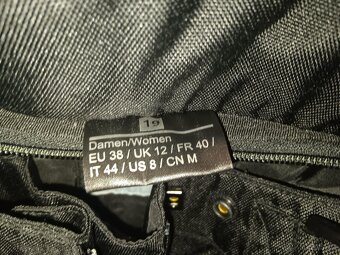 19
Damen/Women
EU 38 / UK 12 / FR 40 /
IT 44 / US 8 / CN M